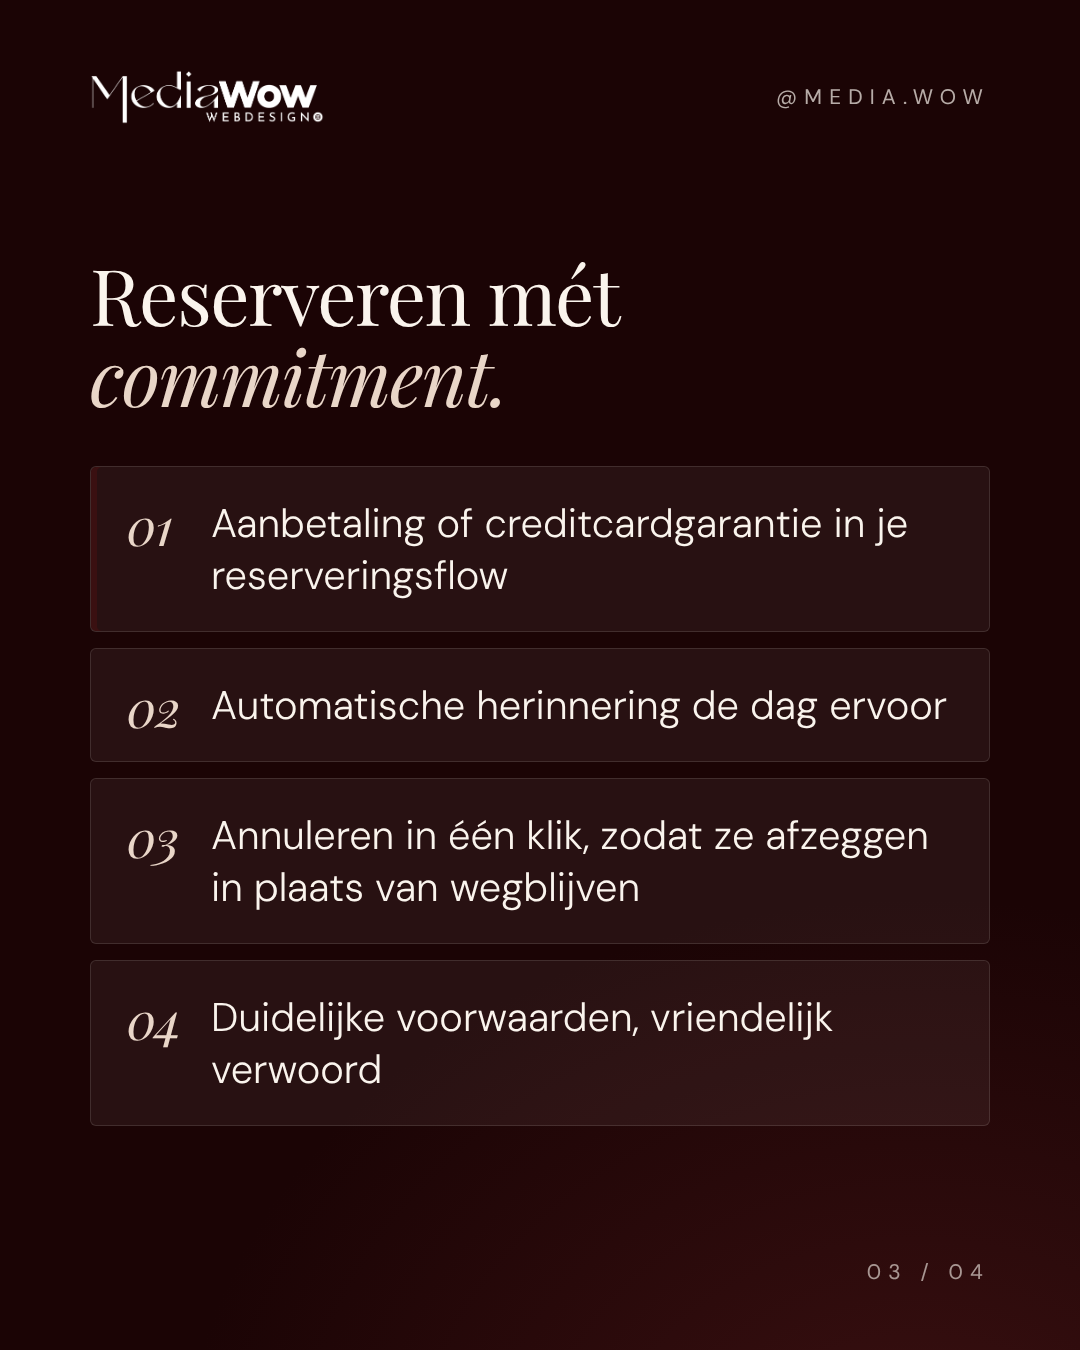 MediaWow
WEBDESIGN
@MEDIA.WOW
Reserveren mét
commitment.
01 Aanbetaling of creditcardgarantie in je
reserveringsflow
02 Automatische herinnering de dag ervoor
03 Annuleren in één klik, zodat ze afzeggen
in plaats van wegblijven
04 Duidelijke voorwaarden, vriendelijk
verwoord
03 / 04